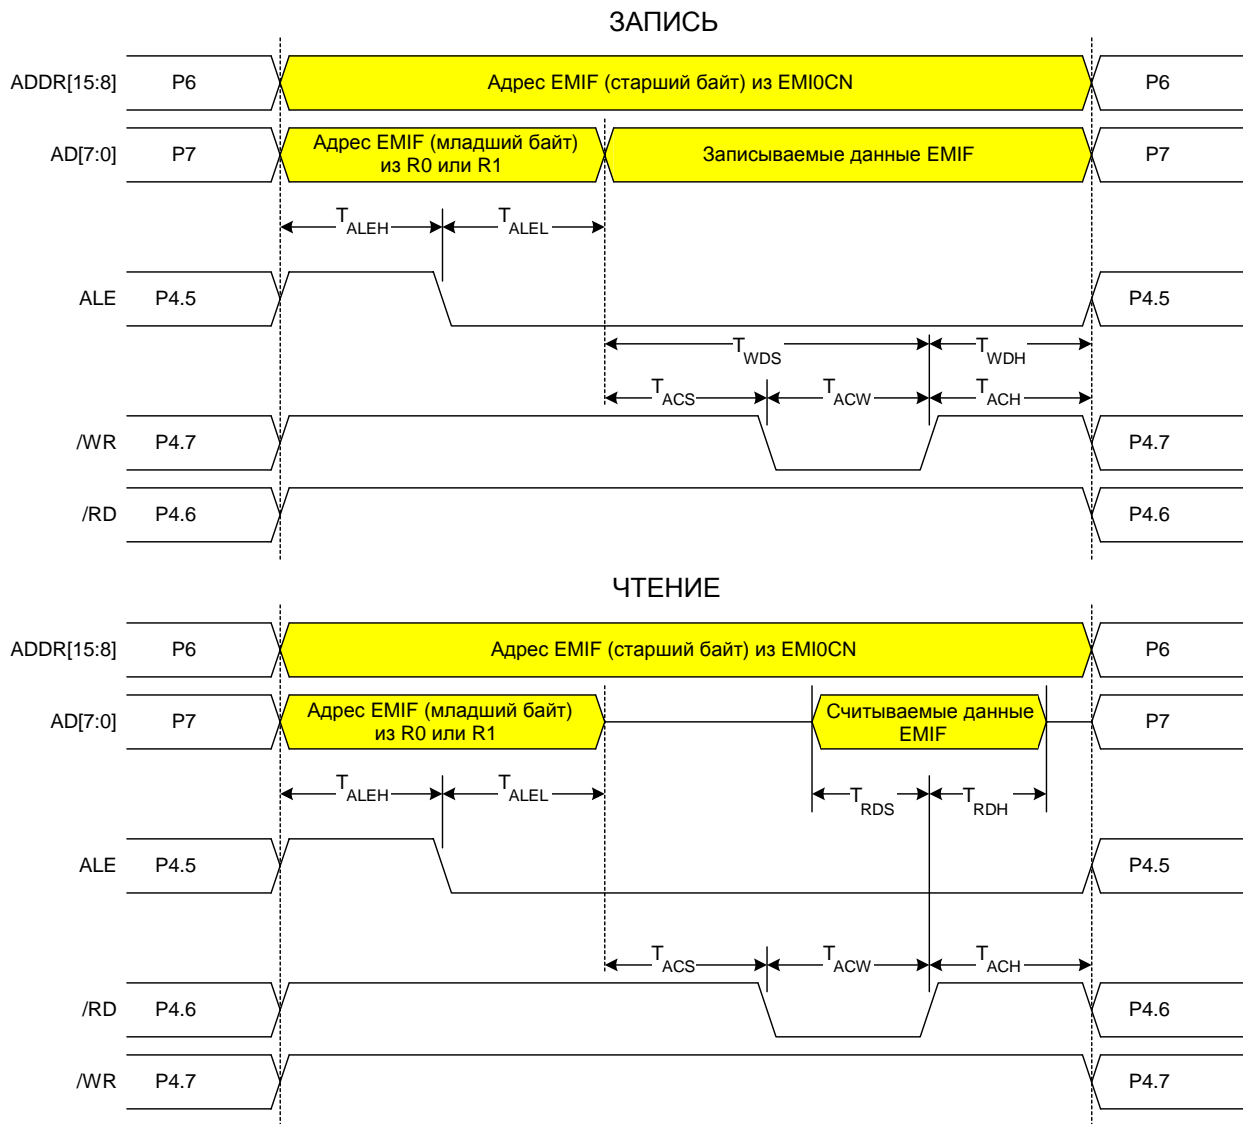 ЗАПИСЬ
ADDR[15:8] P6 Адрес EMIF (старший байт) из EMI0CN P6
AD[7:0] P7 Адрес EMIF (младший байт) из R0 или R1 Записываемые данные EMIF P7
TALEH TALEL
ALE P4.5 P4.5
TWDS TWDH
TACS TACW TACH
/WR P4.7 P4.7
/RD P4.6 P4.6
ЧТЕНИЕ
ADDR[15:8] P6 Адрес EMIF (старший байт) из EMI0CN P6
AD[7:0] P7 Адрес EMIF (младший байт) из R0 или R1 Считываемые данные EMIF P7
TALEH TALEL TRDS TRDH
ALE P4.5 P4.5
TACS TACW TACH
/RD P4.6 P4.6
/WR P4.7 P4.7